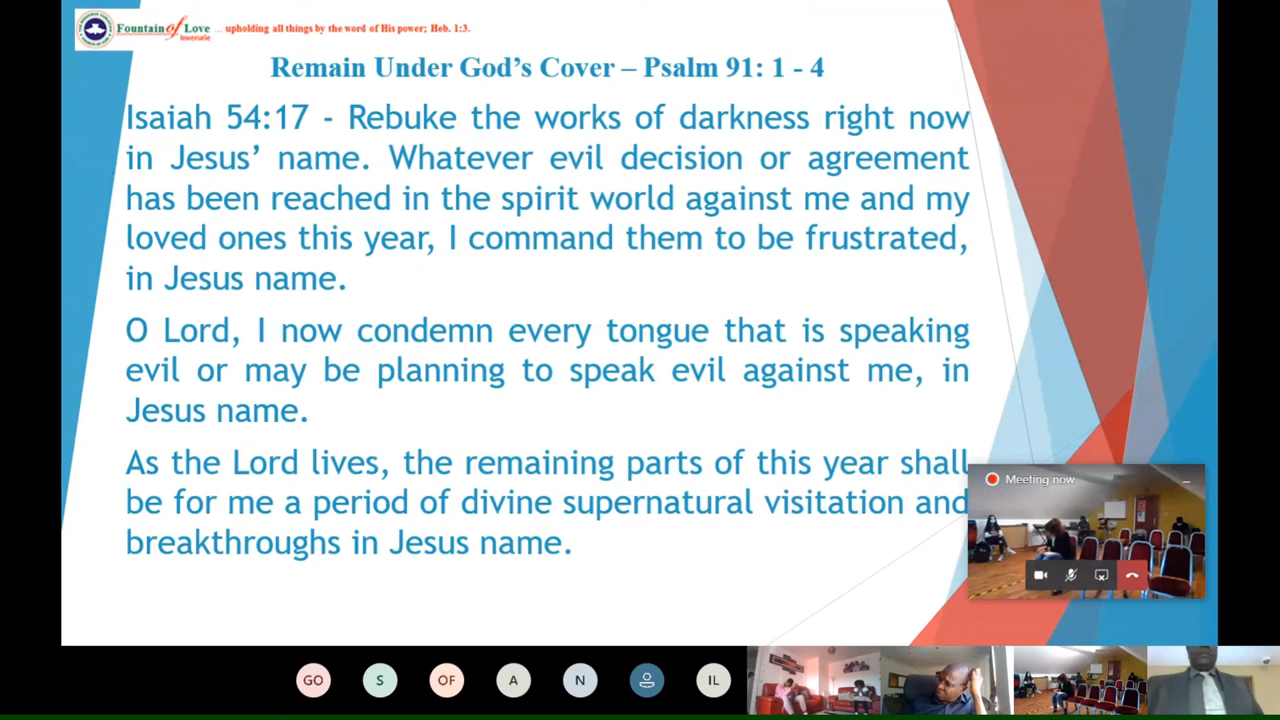 Fountain of Love ... upholding all things by the word of His power; Heb. 1:3.
Inverurie
Remain Under God’s Cover – Psalm 91: 1 - 4
Isaiah 54:17 - Rebuke the works of darkness right now
in Jesus’ name. Whatever evil decision or agreement
has been reached in the spirit world against me and my
loved ones this year, I command them to be frustrated,
in Jesus name.
O Lord, I now condemn every tongue that is speaking
evil or may be planning to speak evil against me, in
Jesus name.
As the Lord lives, the remaining parts of this year shall
be for me a period of divine supernatural visitation and
breakthroughs in Jesus name.
Meeting now
GO S OF A N IL